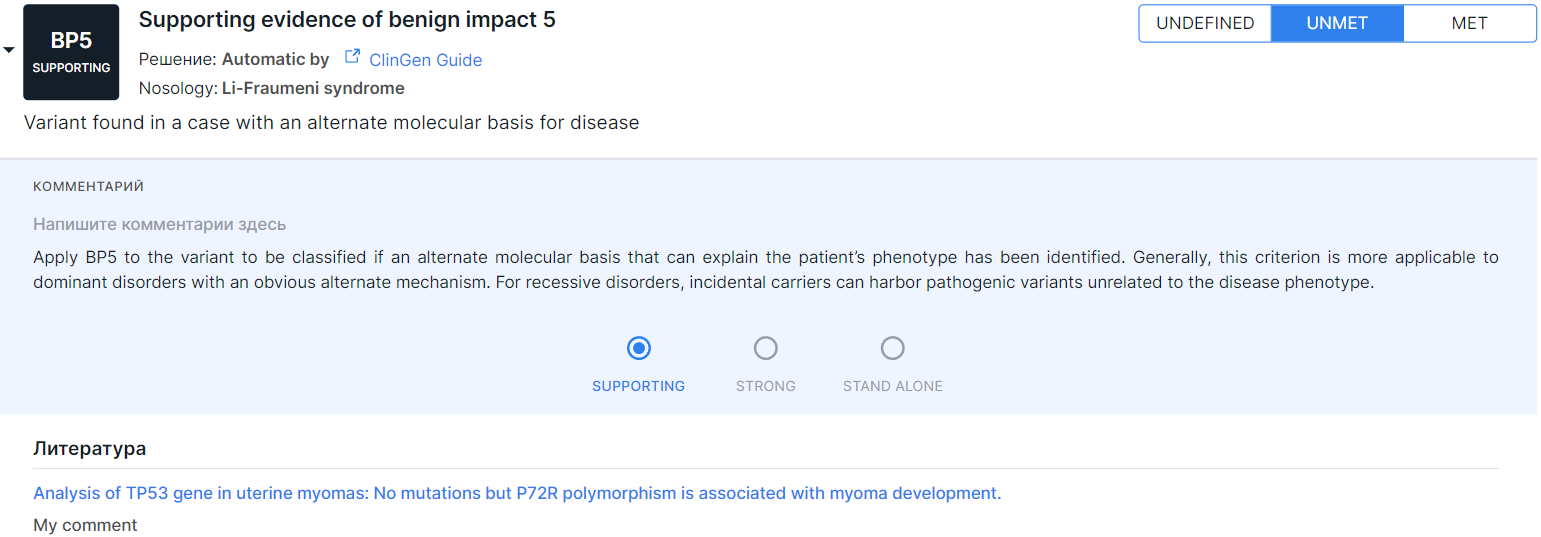 BP5
SUPPORTING
Supporting evidence of benign impact 5
Решение: Automatic by ClinGen Guide
Nosology: Li-Fraumeni syndrome
UNDEFINED UNMET MET
Variant found in a case with an alternate molecular basis for disease
КОММЕНТАРИЙ
Напишите комментарии здесь
Apply BP5 to the variant to be classified if an alternate molecular basis that can explain the patient’s phenotype has been identified. Generally, this criterion is more applicable to
dominant disorders with an obvious alternate mechanism. For recessive disorders, incidental carriers can harbor pathogenic variants unrelated to the disease phenotype.
SUPPORTING STRONG STAND ALONE
Литература
Analysis of TP53 gene in uterine myomas: No mutations but P72R polymorphism is associated with myoma development.
My comment